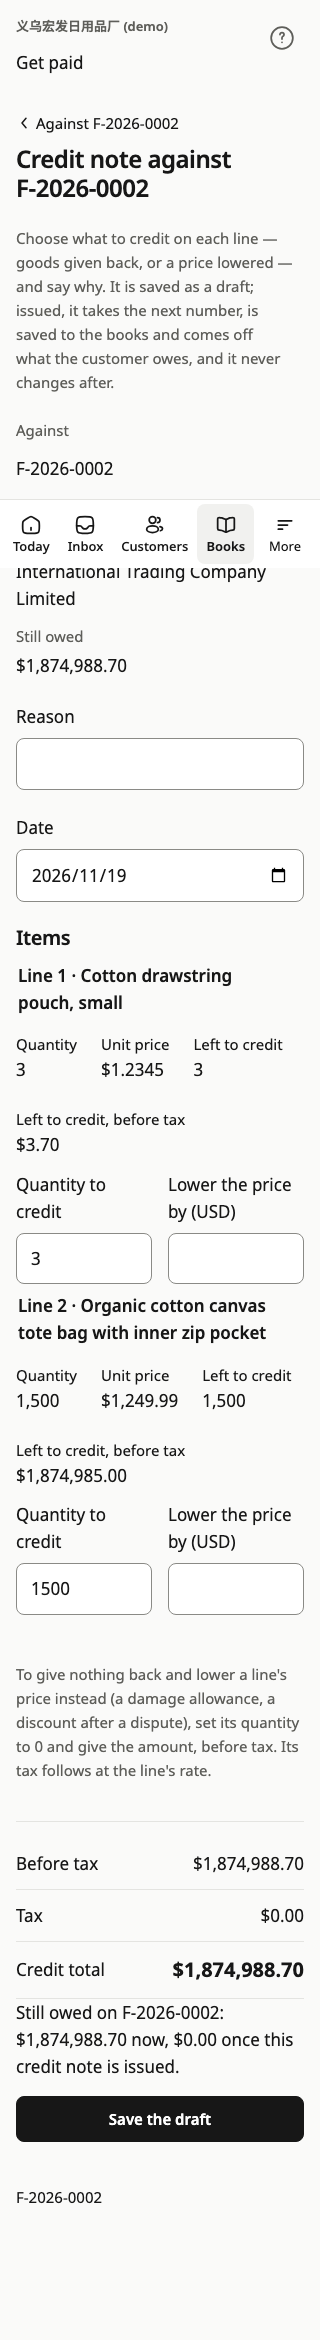 义乌宏发日用品厂 (demo)
Get paid
Against F-2026-0002
Credit note against
F-2026-0002
Choose what to credit on each line —
goods given back, or a price lowered —
and say why. It is saved as a draft;
issued, it takes the next number, is
saved to the books and comes off
what the customer owes, and it never
changes after.
Against
F-2026-0002
Today Inbox Customers Books More
International Trading Company
Limited
Still owed
$1,874,988.70
Reason
Date
2026/11/19
Items
Line 1 · Cotton drawstring
pouch, small
Quantity Unit price Left to credit
3 $1.2345 3
Left to credit, before tax
$3.70
Quantity to credit
Lower the price by (USD)
3
Line 2 · Organic cotton canvas
tote bag with inner zip pocket
Quantity Unit price Left to credit
1,500 $1,249.99 1,500
Left to credit, before tax
$1,874,985.00
Quantity to credit
Lower the price by (USD)
1500
To give nothing back and lower a line's
price instead (a damage allowance, a
discount after a dispute), set its quantity
to 0 and give the amount, before tax. Its
tax follows at the line's rate.
Before tax $1,874,988.70
Tax $0.00
Credit total $1,874,988.70
Still owed on F-2026-0002:
$1,874,988.70 now, $0.00 once this
credit note is issued.
Save the draft
F-2026-0002